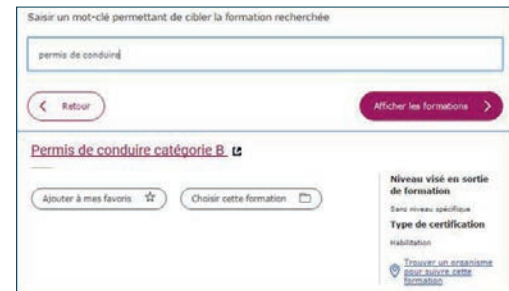 Saisir un mot-clé permettant de cibler la formation recherchée
permis de conduire
Retour
Afficher les formations
Permis de conduire catégorie B
Ajouter à mes favoris
Choisir cette formation
Niveau visé en sortie
de formation
Sans niveau spécifique
Type de certification
Habilitation
Trouver un organisme
pour suivre cette
formation